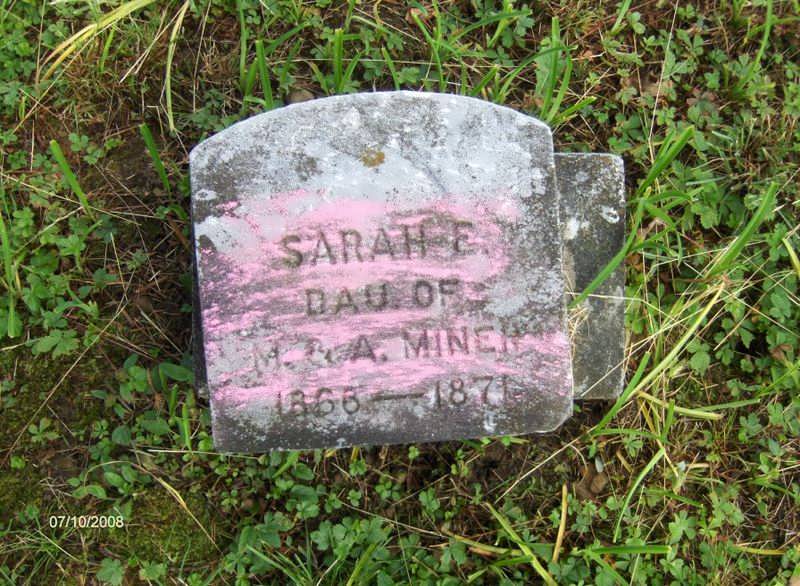 SARAH E.
DAU. OF
M. & A. MINER
1866—1871
07/10/2008